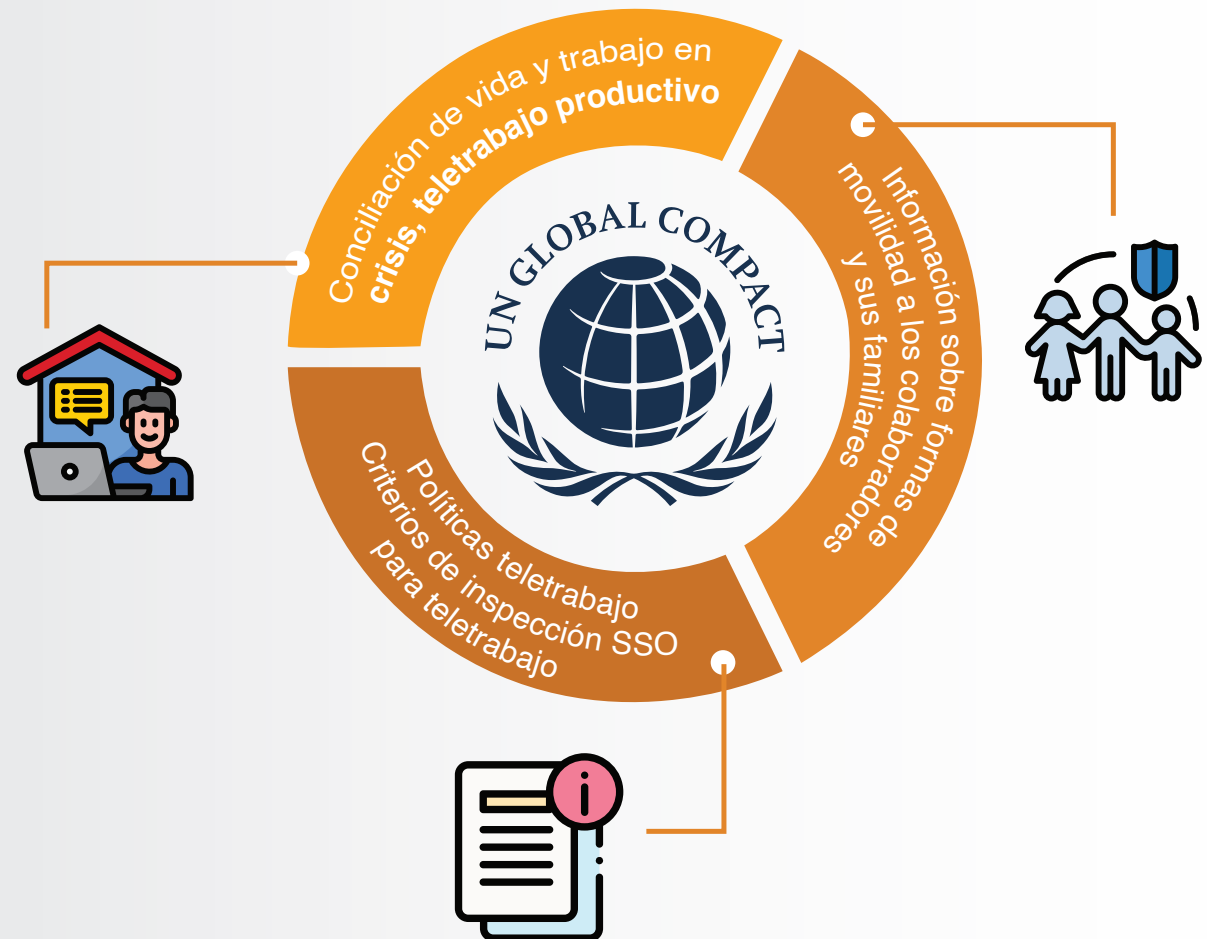 Conciliación de vida y trabajo en
crisis, teletrabajo productivo
Información sobre formas de
movilidad a los colaboradores
y sus familiares
UN GLOBAL COMPACT
Políticas teletrabajo
Criterios de inspección SSO
para teletrabajo
i